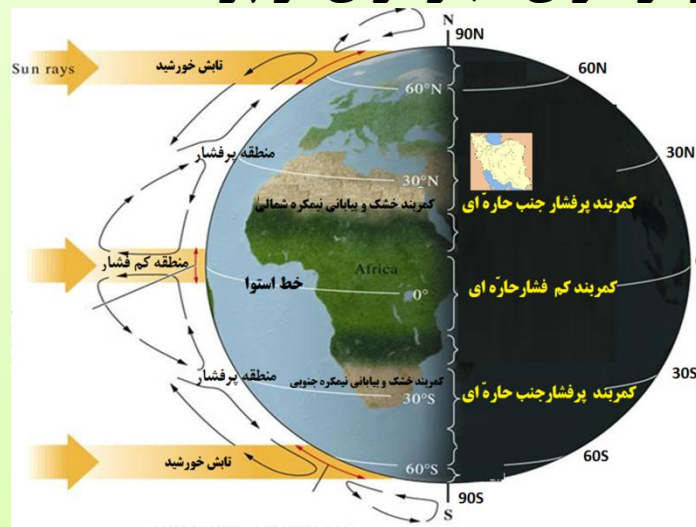 N
90N
Sun rays
تابش خورشید
60°N
60N
منطقه پرفشار
30°N
30N
کمربند خشک و بیابانی نیمکره شمالی
کمربند پرفشار جنب حارّه ای
منطقه کم فشار
خط استوا
Africa
0°
کمربند کم فشارحارّه ای
منطقه پرفشار
کمربند خشک و بیابانی نیمکره جنوبی
30°S
30S
کمربند پرفشارجنب حارّه ای
تابش خورشید
60°S
60S
S
90S